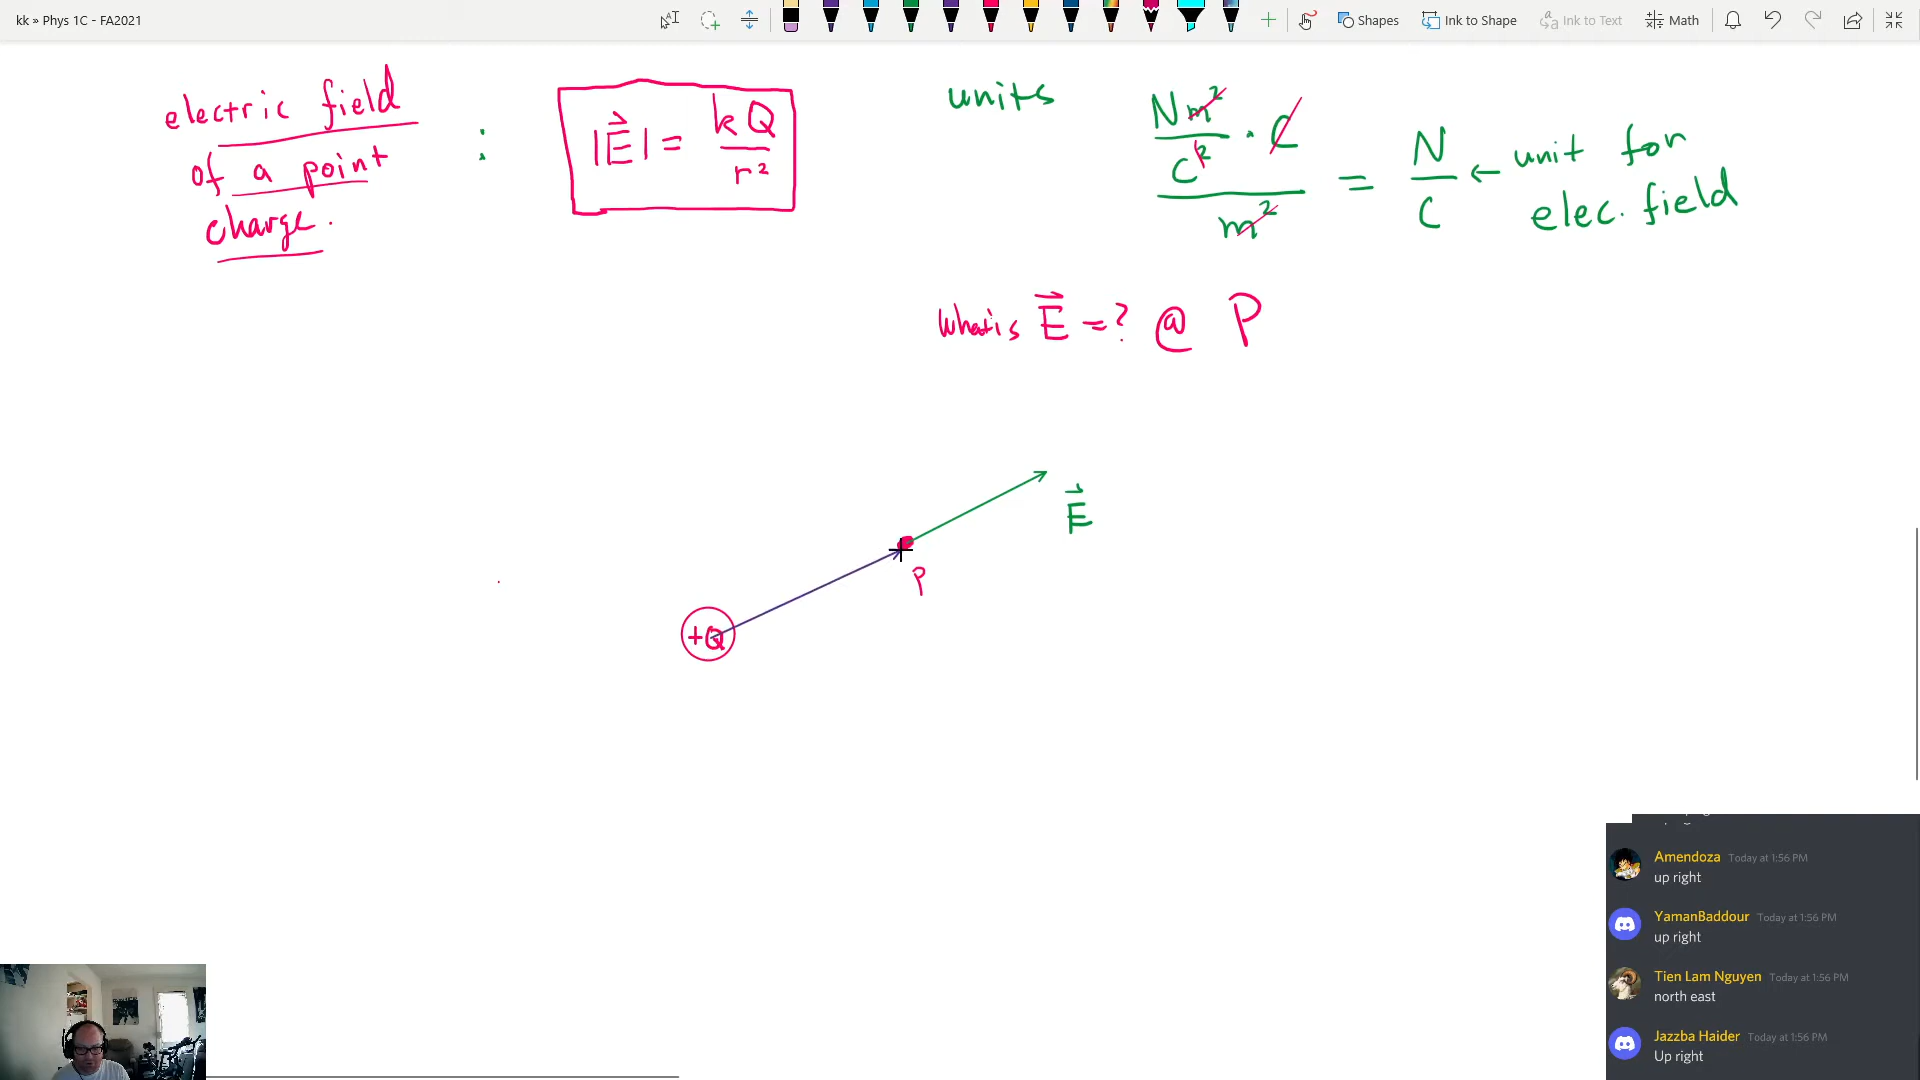 kk » Phys 1C - FA2021
Shapes
Ink to Shape
Ink to Text
Math
electric field
of a point
charge.
:
|E⃗| = kQ / r²
units
Nm² / C² · C / m² = N / C ← unit for
elec. field
What is E⃗ = ? @ P
E⃗
P
+Q
Amendoza Today at 1:56 PM
up right
YamanBaddour Today at 1:56 PM
up right
Tien Lam Nguyen Today at 1:56 PM
north east
Jazzba Haider Today at 1:56 PM
Up right